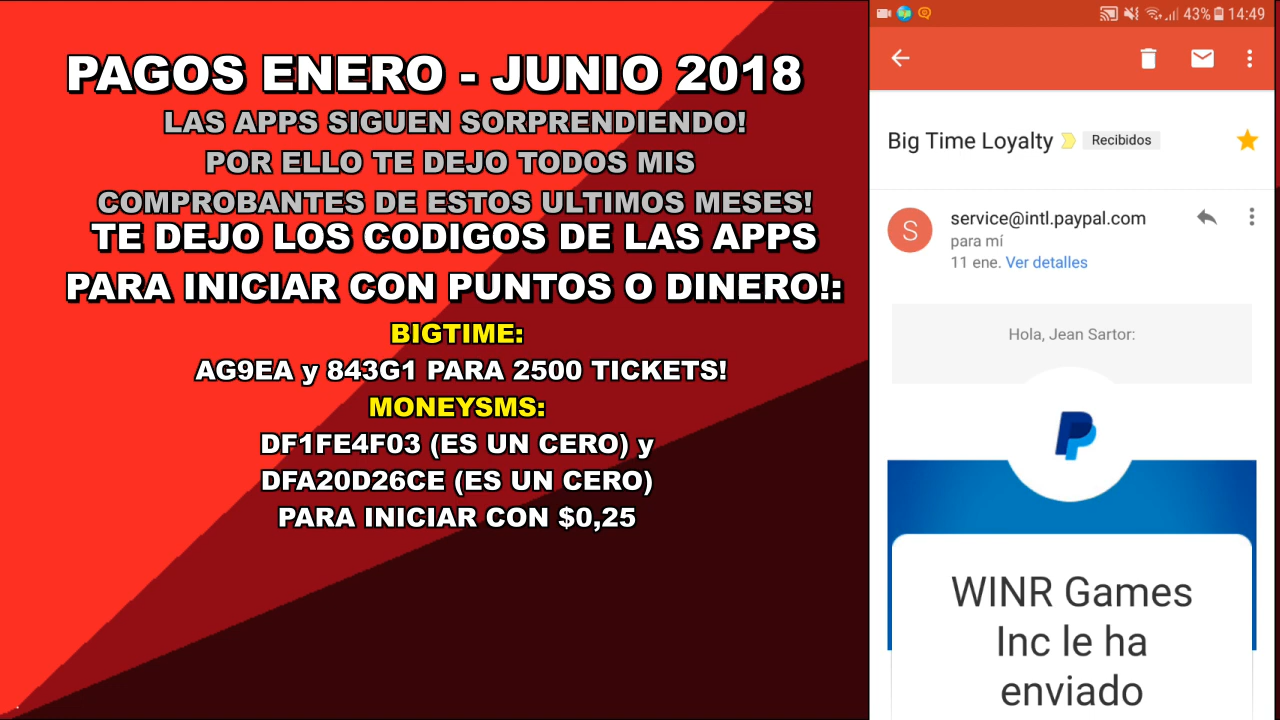 PAGOS ENERO - JUNIO 2018
LAS APPS SIGUEN SORPRENDIENDO!
POR ELLO TE DEJO TODOS MIS
COMPROBANTES DE ESTOS ULTIMOS MESES!
TE DEJO LOS CODIGOS DE LAS APPS
PARA INICIAR CON PUNTOS O DINERO!:
BIGTIME:
AG9EA y 843G1 PARA 2500 TICKETS!
MONEYSMS:
DF1FE4F03 (ES UN CERO) y
DFA20D26CE (ES UN CERO)
PARA INICIAR CON $0,25
43% 14:49
Big Time Loyalty Recibidos
S
service@intl.paypal.com
para mí
11 ene. Ver detalles
Hola, Jean Sartor:
WINR Games
Inc le ha
enviado